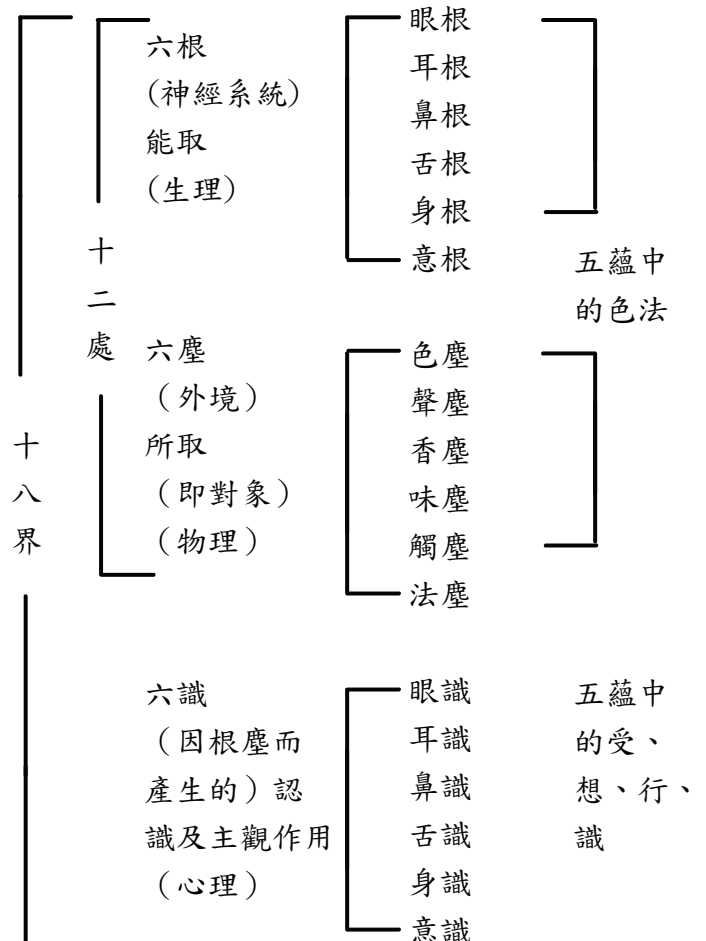 十八界
十二處
六根
(神經系統)
能取
(生理)
眼根
耳根
鼻根
舌根
身根
意根
五蘊中
的色法
六塵
（外境）
所取
（即對象）
（物理）
色塵
聲塵
香塵
味塵
觸塵
法塵
六識
（因根塵而
產生的）認
識及主觀作用
（心理）
眼識
耳識
鼻識
舌識
身識
意識
五蘊中
的受、
想、行、
識